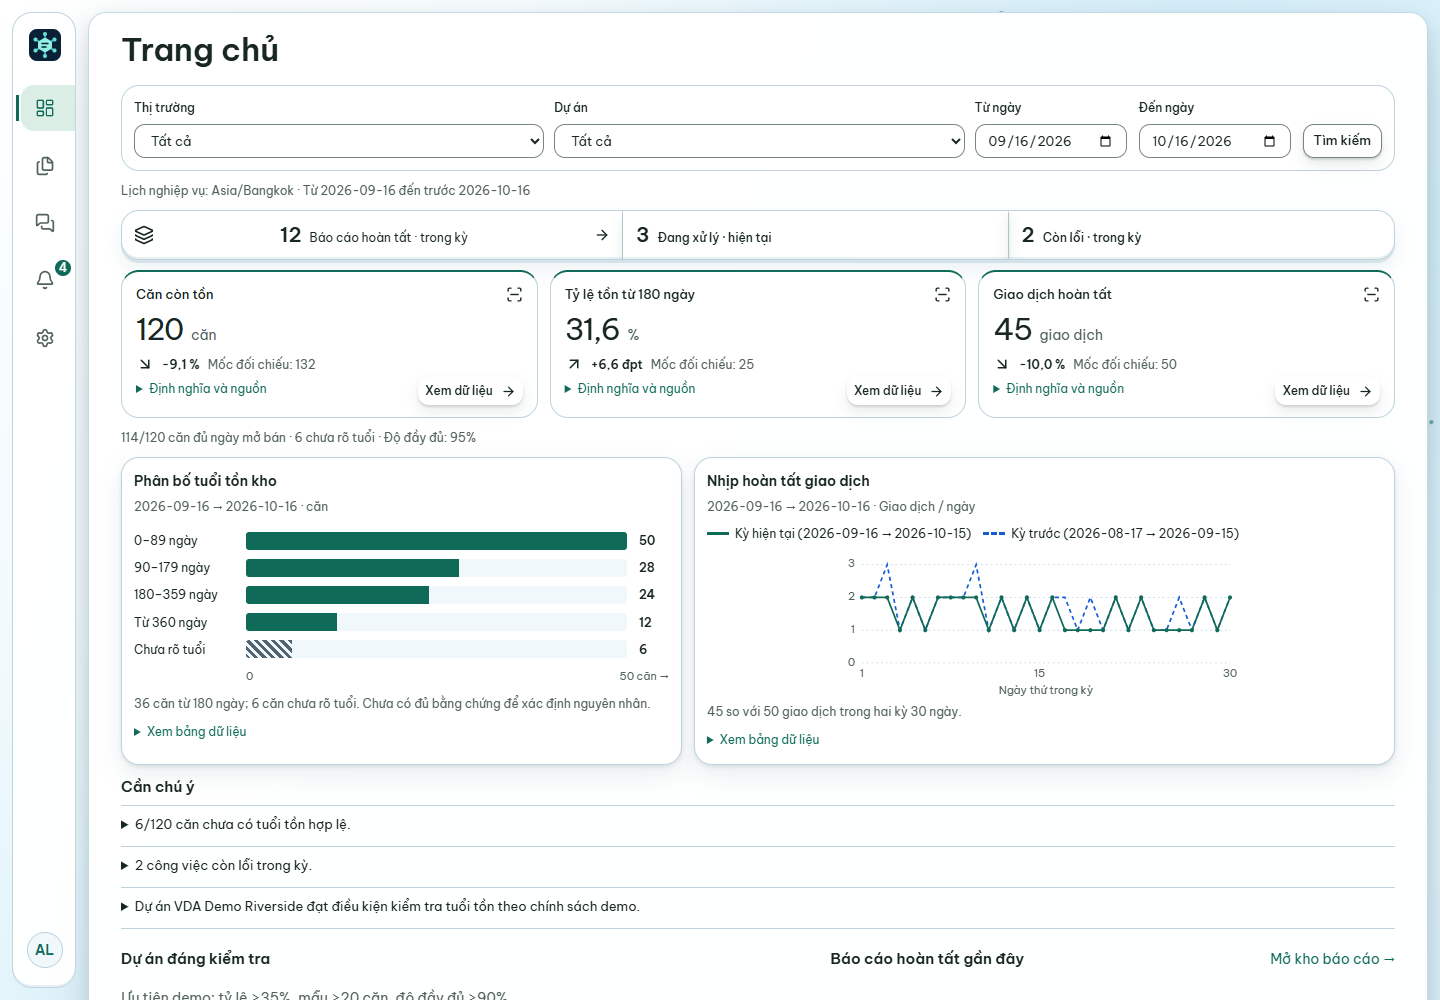 Trang chủ
Thị trường
Dự án
Từ ngày
Đến ngày
Tất cả
Tất cả
09/16/2026
10/16/2026
Tìm kiếm
Lịch nghiệp vụ: Asia/Bangkok · Từ 2026-09-16 đến trước 2026-10-16
12 Báo cáo hoàn tất · trong kỳ
3 Đang xử lý · hiện tại
2 Còn lỗi · trong kỳ
4
Căn còn tồn
120 căn
-9,1 % Mốc đối chiếu: 132
Định nghĩa và nguồn
Xem dữ liệu →
Tỷ lệ tồn từ 180 ngày
31,6 %
+6,6 đpt Mốc đối chiếu: 25
Định nghĩa và nguồn
Xem dữ liệu →
Giao dịch hoàn tất
45 giao dịch
-10,0 % Mốc đối chiếu: 50
Định nghĩa và nguồn
Xem dữ liệu →
114/120 căn đủ ngày mở bán · 6 chưa rõ tuổi · Độ đầy đủ: 95%
Phân bố tuổi tồn kho
2026-09-16 → 2026-10-16 · căn
0–89 ngày 50
90–179 ngày 28
180–359 ngày 24
Từ 360 ngày 12
Chưa rõ tuổi 6
0 50 căn →
36 căn từ 180 ngày; 6 căn chưa rõ tuổi. Chưa có đủ bằng chứng để xác định nguyên nhân.
Xem bảng dữ liệu
Nhịp hoàn tất giao dịch
2026-09-16 → 2026-10-16 · Giao dịch / ngày
Kỳ hiện tại (2026-09-16 → 2026-10-15)
Kỳ trước (2026-08-17 → 2026-09-15)
3
2
1
0
1 15 30
Ngày thứ trong kỳ
45 so với 50 giao dịch trong hai kỳ 30 ngày.
Xem bảng dữ liệu
Cần chú ý
6/120 căn chưa có tuổi tồn hợp lệ.
2 công việc còn lỗi trong kỳ.
Dự án VDA Demo Riverside đạt điều kiện kiểm tra tuổi tồn theo chính sách demo.
AL
Dự án đáng kiểm tra
Báo cáo hoàn tất gần đây
Mở kho báo cáo →
Ưu tiên demo: tỷ lệ ≥35%, mẫu ≥20 căn, độ đầy đủ ≥90%